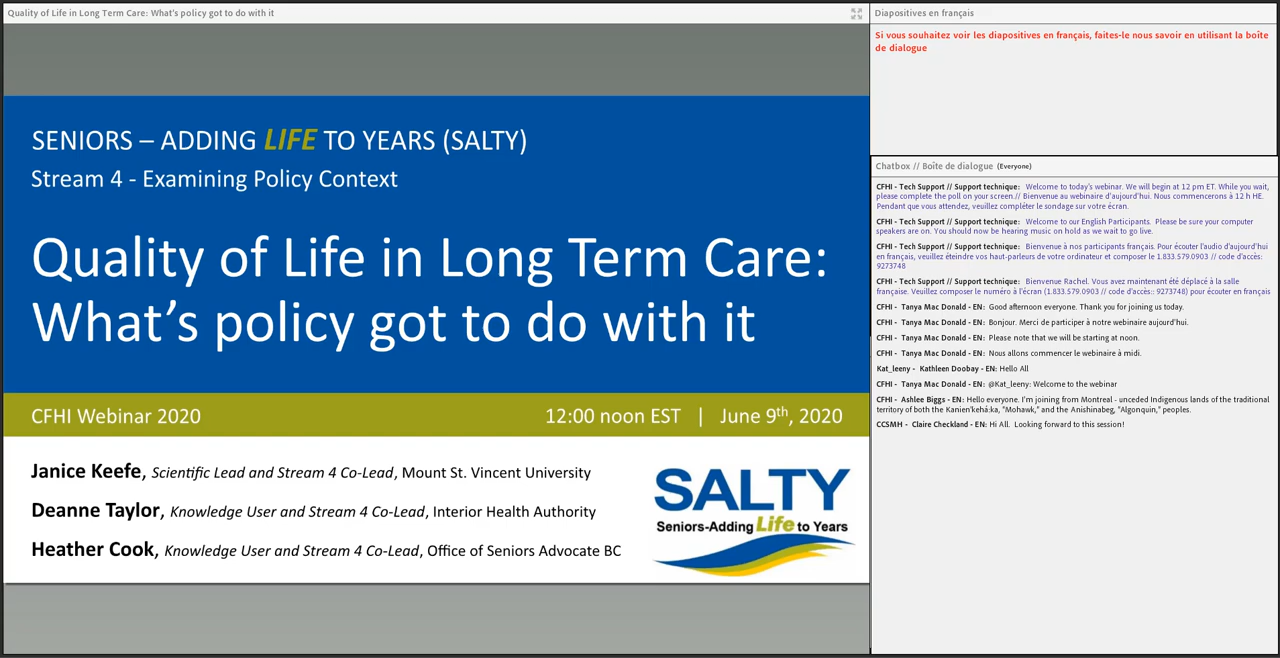 Quality of Life in Long Term Care: What's policy got to do with it
SENIORS – ADDING LIFE TO YEARS (SALTY)
Stream 4 - Examining Policy Context
Quality of Life in Long Term Care:
What's policy got to do with it
CFHI Webinar 2020
12:00 noon EST | June 9th, 2020
Janice Keefe, Scientific Lead and Stream 4 Co-Lead, Mount St. Vincent University
Deanne Taylor, Knowledge User and Stream 4 Co-Lead, Interior Health Authority
Heather Cook, Knowledge User and Stream 4 Co-Lead, Office of Seniors Advocate BC
SALTY
Seniors-Adding Life to Years
Diapositives en français
Si vous souhaitez voir les diapositives en français, faites-le nous savoir en utilisant la boîte
de dialogue
Chatbox // Boîte de dialogue (Everyone)
CFHI - Tech Support // Support technique: Welcome to today's webinar. We will begin at 12 pm ET. While you wait,
please complete the poll on your screen.// Bienvenue au webinaire d'aujourd'hui. Nous commencerons à 12 h HE.
Pendant que vous attendez, veuillez compléter le sondage sur votre écran.
CFHI - Tech Support // Support technique: Welcome to our English Participants. Please be sure your computer
speakers are on. You should now be hearing music on hold as we wait to go live.
CFHI - Tech Support // Support technique: Bienvenue à nos participants français. Pour écouter l'audio d'aujourd'hui
en français, veuillez éteindre vos haut-parleurs de votre ordinateur et composer le 1.833.579.0903 // code d'accès:
9273748
CFHI - Tech Support // Support technique: Bienvenue Rachel. Vous avez maintenant été déplacé à la salle
française. Veuillez composer le numéro à l'écran (1.833.579.0903 // code d'accès:: 9273748) pour écouter en français
CFHI - Tanya Mac Donald - EN: Good afternoon everyone. Thank you for joining us today.
CFHI - Tanya Mac Donald - EN: Bonjour. Merci de participer à notre webinaire aujourd'hui.
CFHI - Tanya Mac Donald - EN: Please note that we will be starting at noon.
CFHI - Tanya Mac Donald - EN: Nous allons commencer le webinaire à midi.
Kat_leeny - Kathleen Doobay - EN: Hello All
CFHI - Tanya Mac Donald - EN: @Kat_leeny: Welcome to the webinar
CFHI - Ashlee Biggs - EN: Hello everyone. I'm joining from Montreal - unceded Indigenous lands of the traditional
territory of both the Kanien'kehá:ka, "Mohawk," and the Anishinabeg, "Algonquin," peoples.
CCSMH - Claire Checkland - EN: Hi All. Looking forward to this session!